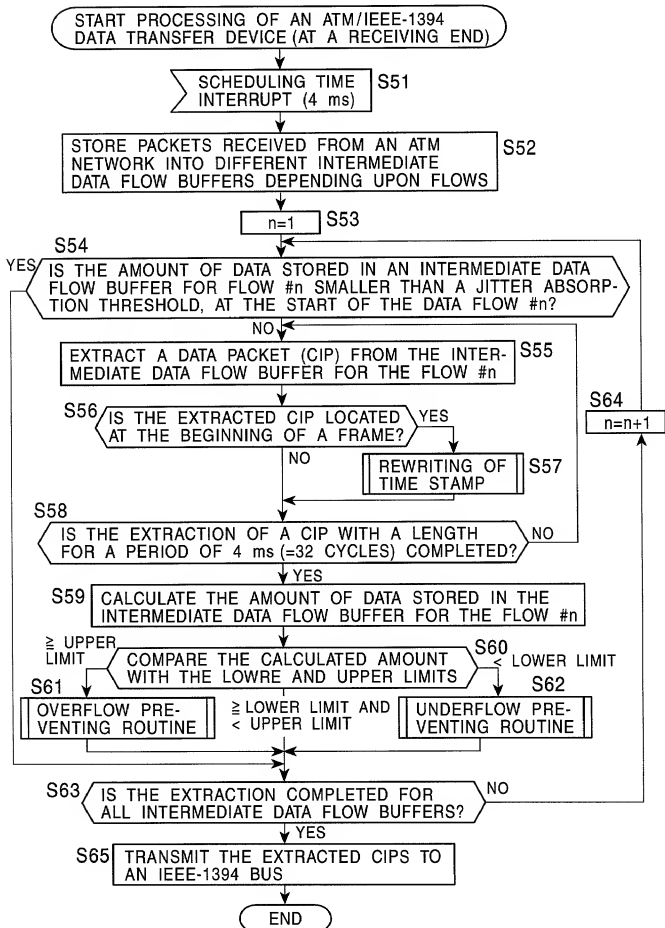 START PROCESSING OF AN ATM/IEEE-1394
DATA TRANSFER DEVICE (AT A RECEIVING END)
SCHEDULING TIME
INTERRUPT (4 ms)
S51
STORE PACKETS RECEIVED FROM AN ATM
NETWORK INTO DIFFERENT INTERMEDIATE
DATA FLOW BUFFERS DEPENDING UPON FLOWS
S52
n=1
S53
S54
YES
IS THE AMOUNT OF DATA STORED IN AN INTERMEDIATE DATA
FLOW BUFFER FOR FLOW #n SMALLER THAN A JITTER ABSORP-
TION THRESHOLD, AT THE START OF THE DATA FLOW #n?
NO
EXTRACT A DATA PACKET (CIP) FROM THE INTER-
MEDIATE DATA FLOW BUFFER FOR THE FLOW #n
S55
S56
IS THE EXTRACTED CIP LOCATED
AT THE BEGINNING OF A FRAME?
YES
S64
n=n+1
NO
REWRITING OF
TIME STAMP
S57
S58
IS THE EXTRACTION OF A CIP WITH A LENGTH
FOR A PERIOD OF 4 ms (=32 CYCLES) COMPLETED?
NO
YES
S59
CALCULATE THE AMOUNT OF DATA STORED IN THE
INTERMEDIATE DATA FLOW BUFFER FOR THE FLOW #n
≧ UPPER
LIMIT
COMPARE THE CALCULATED AMOUNT
WITH THE LOWRE AND UPPER LIMITS
S60
< LOWER LIMIT
S61
OVERFLOW PRE-
VENTING ROUTINE
≧ LOWER LIMIT AND
< UPPER LIMIT
S62
UNDERFLOW PRE-
VENTING ROUTINE
S63
IS THE EXTRACTION COMPLETED FOR
ALL INTERMEDIATE DATA FLOW BUFFERS?
NO
YES
S65
TRANSMIT THE EXTRACTED CIPS TO
AN IEEE-1394 BUS
END